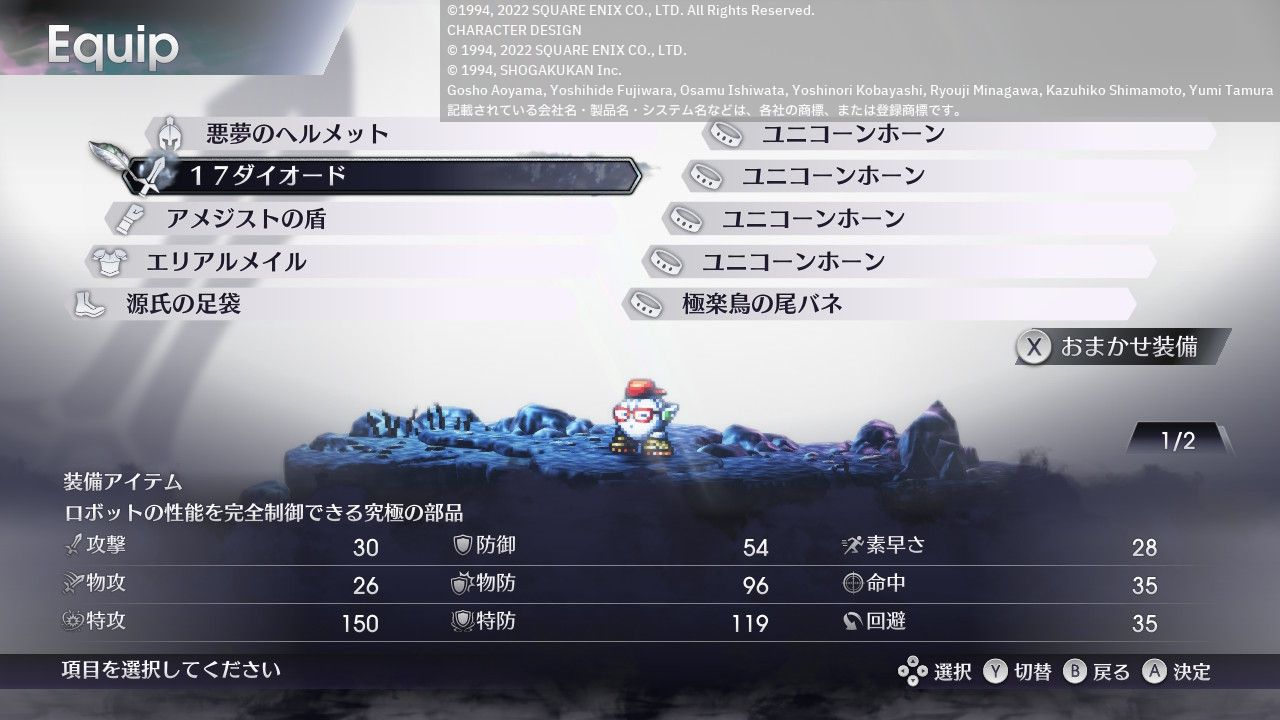 Equip
©1994, 2022 SQUARE ENIX CO., LTD. All Rights Reserved.
CHARACTER DESIGN
© 1994, 2022 SQUARE ENIX CO., LTD.
© 1994, SHOGAKUKAN Inc.
Gosho Aoyama, Yoshihide Fujiwara, Osamu Ishiwata, Yoshinori Kobayashi, Ryouji Minagawa, Kazuhiko Shimamoto, Yumi Tamura
記載されている会社名・製品名・システム名などは、各社の商標、または登録商標です。
悪夢のヘルメット ユニコーンホーン
17ダイオード ユニコーンホーン
アメジストの盾 ユニコーンホーン
エリアルメイル ユニコーンホーン
源氏の足袋 極楽鳥の尾バネ
X おまかせ装備
1/2
装備アイテム
ロボットの性能を完全制御できる究極の部品
攻撃 30 防御 54 素早さ 28
物攻 26 物防 96 命中 35
特攻 150 特防 119 回避 35
項目を選択してください 選択 Y 切替 B 戻る A 決定